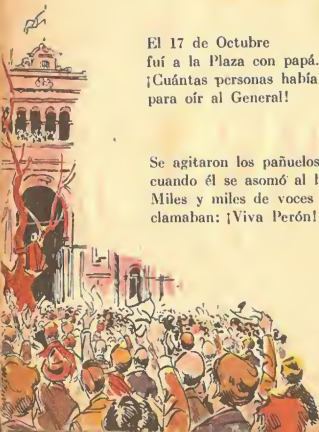 El 17 de Octubre
fuí a la Plaza con papá.
¡Cuántas personas había
para oír al General!
Se agitaron los pañuelos
cuando él se asomó al
Miles y miles de voces
clamaban: ¡Viva Perón!